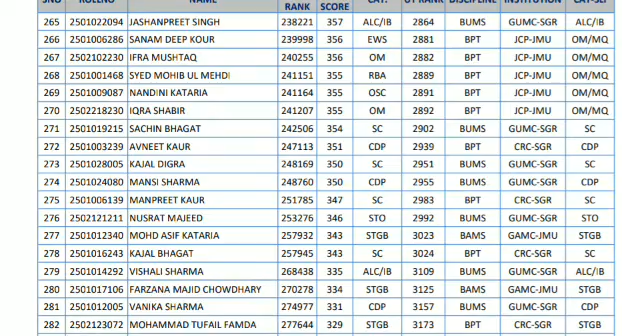 SNO ROLLNO NAME RANK SCORE CAT. UT RANK DISCIPLINE INSTITUTION CAT-SEL
265 2501022094 JASHANPREET SINGH 238221 357 ALC/IB 2864 BUMS GUMC-SGR ALC/IB
266 2501006286 SANAM DEEP KOUR 239998 356 EWS 2881 BPT JCP-JMU OM/MQ
267 2502102230 IFRA MUSHTAQ 240255 356 OM 2882 BPT JCP-JMU OM/MQ
268 2501001468 SYED MOHIB UL MEHDI 241151 355 RBA 2889 BPT JCP-JMU OM/MQ
269 2501009087 NANDINI KATARIA 241164 355 OSC 2891 BPT JCP-JMU OM/MQ
270 2502218230 IQRA SHABIR 241207 355 OM 2892 BPT JCP-JMU OM/MQ
271 2501019215 SACHIN BHAGAT 242506 354 SC 2902 BUMS GUMC-SGR SC
272 2501003239 AVNEET KAUR 247113 351 CDP 2939 BPT CRC-SGR CDP
273 2501028005 KAJAL DIGRA 248169 350 SC 2951 BUMS GUMC-SGR SC
274 2501024080 MANSI SHARMA 248760 350 CDP 2955 BUMS GUMC-SGR CDP
275 2501006139 MANPREET KAUR 251785 347 SC 2983 BPT CRC-SGR SC
276 2502121211 NUSRAT MAJEED 253276 346 STO 2992 BUMS GUMC-SGR STO
277 2501012340 MOHD ASIF KATARIA 257932 343 STGB 3023 BAMS GAMC-JMU STGB
278 2501016243 KAJAL BHAGAT 257945 343 SC 3024 BPT CRC-SGR SC
279 2501014292 VISHALI SHARMA 268438 335 ALC/IB 3109 BUMS GUMC-SGR ALC/IB
280 2501017106 FARZANA MAJID CHOWDHARY 270278 334 STGB 3125 BAMS GAMC-JMU STGB
281 2501012005 VANIKA SHARMA 274977 331 CDP 3157 BUMS GUMC-SGR CDP
282 2502123072 MOHAMMAD TUFAIL FAMDA 277644 329 STGB 3173 BPT CRC-SGR STGB